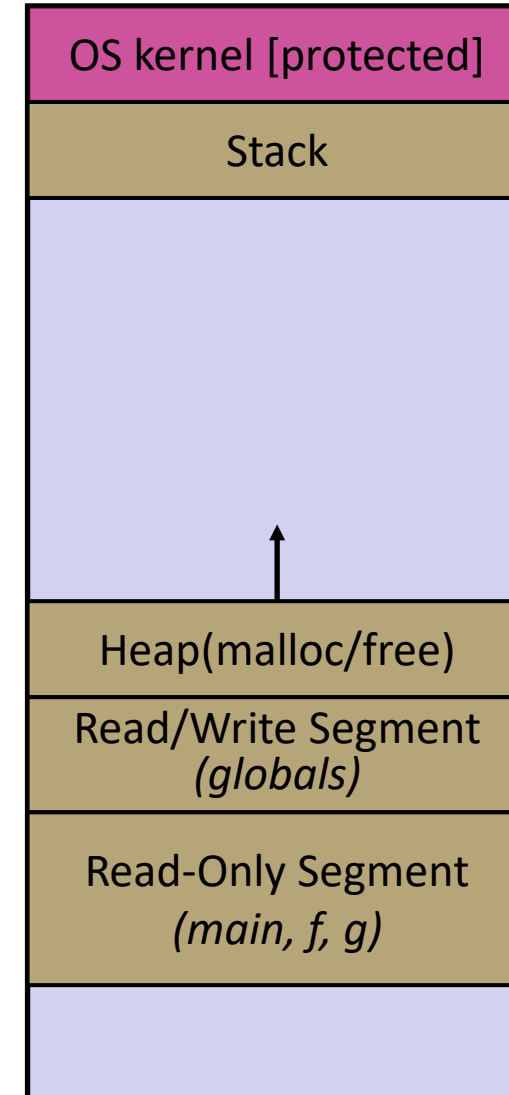 OS kernel [protected]
Stack
Heap(malloc/free)
Read/Write Segment
(globals)
Read-Only Segment
(main, f, g)